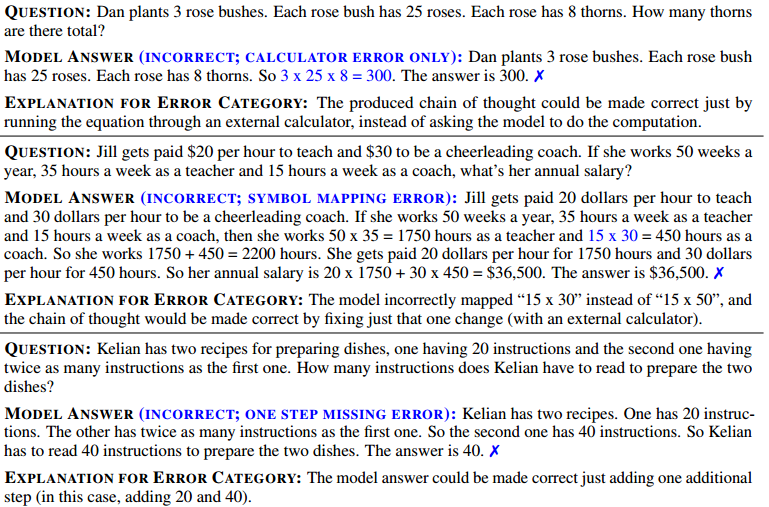 QUESTION: Dan plants 3 rose bushes. Each rose bush has 25 roses. Each rose has 8 thorns. How many thorns
are there total?
MODEL ANSWER (INCORRECT; CALCULATOR ERROR ONLY): Dan plants 3 rose bushes. Each rose bush
has 25 roses. Each rose has 8 thorns. So 3 x 25 x 8 = 300. The answer is 300. ✗
EXPLANATION FOR ERROR CATEGORY: The produced chain of thought could be made correct just by
running the equation through an external calculator, instead of asking the model to do the computation.
QUESTION: Jill gets paid $20 per hour to teach and $30 to be a cheerleading coach. If she works 50 weeks a
year, 35 hours a week as a teacher and 15 hours a week as a coach, what's her annual salary?
MODEL ANSWER (INCORRECT; SYMBOL MAPPING ERROR): Jill gets paid 20 dollars per hour to teach
and 30 dollars per hour to be a cheerleading coach. If she works 50 weeks a year, 35 hours a week as a teacher
and 15 hours a week as a coach, then she works 50 x 35 = 1750 hours as a teacher and 15 x 30 = 450 hours as a
coach. So she works 1750 + 450 = 2200 hours. She gets paid 20 dollars per hour for 1750 hours and 30 dollars
per hour for 450 hours. So her annual salary is 20 x 1750 + 30 x 450 = $36,500. The answer is $36,500. ✗
EXPLANATION FOR ERROR CATEGORY: The model incorrectly mapped “15 x 30” instead of “15 x 50”, and
the chain of thought would be made correct by fixing just that one change (with an external calculator).
QUESTION: Kelian has two recipes for preparing dishes, one having 20 instructions and the second one having
twice as many instructions as the first one. How many instructions does Kelian have to read to prepare the two
dishes?
MODEL ANSWER (INCORRECT; ONE STEP MISSING ERROR): Kelian has two recipes. One has 20 instruc-
tions. The other has twice as many instructions as the first one. So the second one has 40 instructions. So Kelian
has to read 40 instructions to prepare the two dishes. The answer is 40. ✗
EXPLANATION FOR ERROR CATEGORY: The model answer could be made correct just adding one additional
step (in this case, adding 20 and 40).